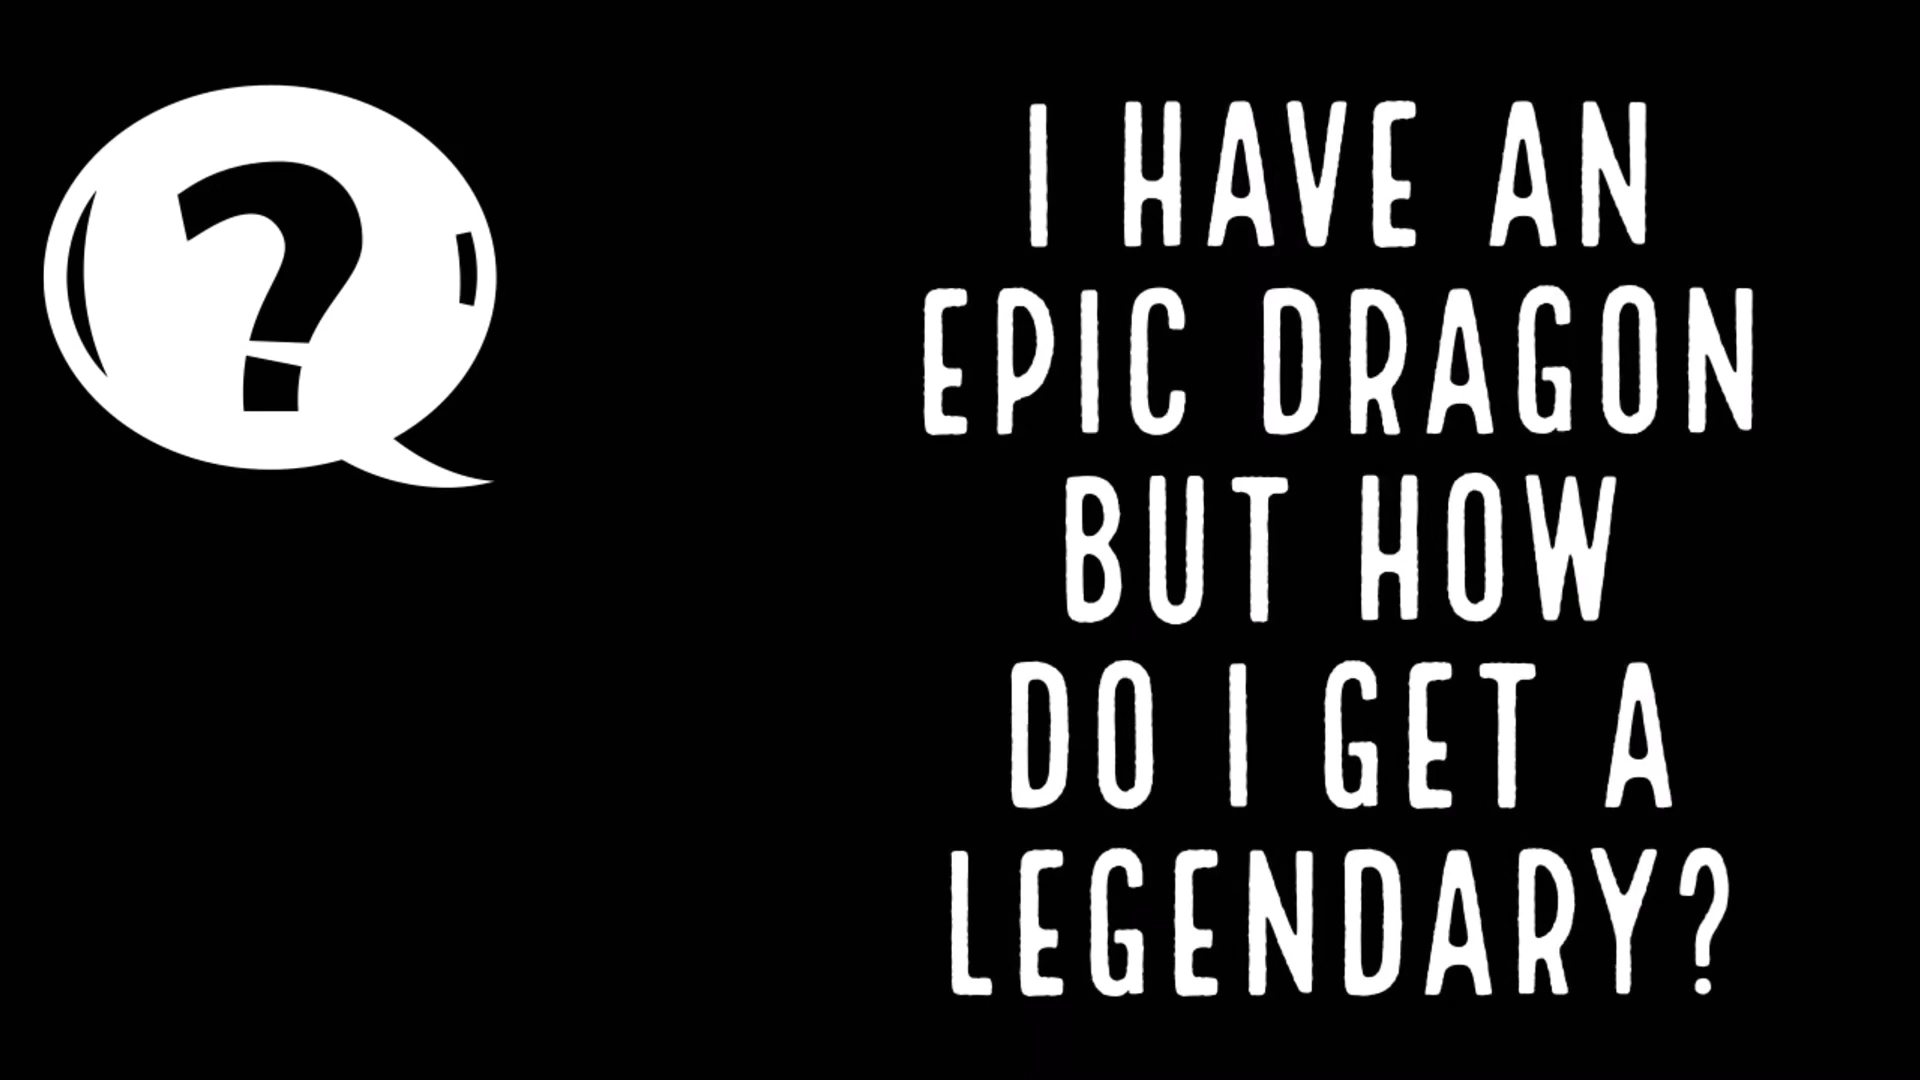 ?
I HAVE AN
EPIC DRAGON
BUT HOW
DO I GET A
LEGENDARY?